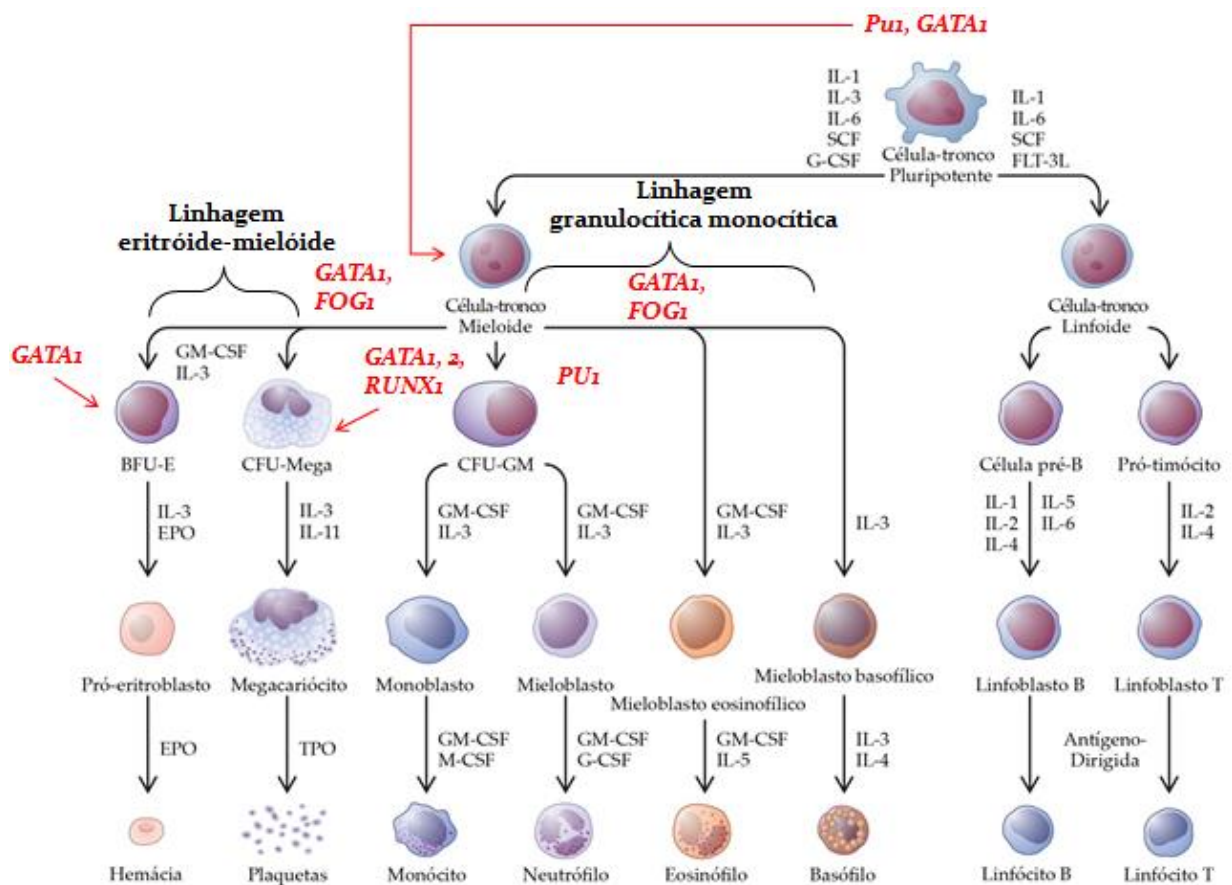 Pu1, GATA1
IL-1
IL-3
IL-6
SCF
G-CSF
IL-1
IL-6
SCF
FLT-3L
Célula-tronco
Pluripotente
Linhagem
eritróide-mielóide
Linhagem
granulocítica monocítica
GATA1,
FOG1
GATA1,
FOG1
Célula-tronco
Mieloide
Célula-tronco
Linfoide
GATA1
GM-CSF
IL-3
GATA1, 2,
RUNX1
PU1
BFU-E
CFU-Mega
CFU-GM
Célula pré-B
Pró-timócito
IL-3
EPO
IL-3
IL-11
GM-CSF
IL-3
GM-CSF
IL-3
GM-CSF
IL-3
IL-3
IL-1
IL-2
IL-4
IL-5
IL-6
IL-2
IL-4
Pró-eritroblasto
Megacariócito
Monoblasto
Mieloblasto
Mieloblasto eosinofílico
Mieloblasto basofílico
Linfoblasto B
Linfoblasto T
EPO
TPO
GM-CSF
M-CSF
GM-CSF
G-CSF
GM-CSF
IL-5
IL-3
IL-4
Antígeno-
Dirigida
Hemácia
Plaquetas
Monócito
Neutrófilo
Eosinófilo
Basófilo
Linfócito B
Linfócito T